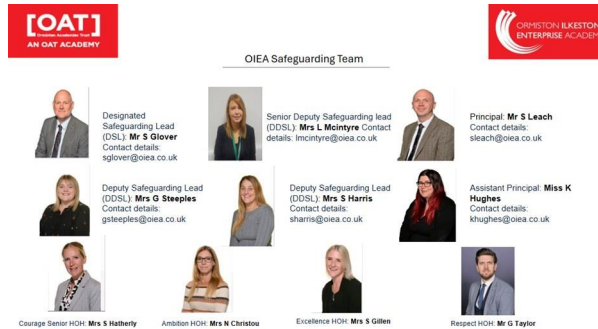 [OAT]
Ormiston Academies Trust
AN OAT ACADEMY
ORMISTON ILKESTON
ENTERPRISE ACADEMY
OIEA Safeguarding Team
Designated
Safeguarding Lead
(DSL): Mr S Glover
Contact details:
sglover@oiea.co.uk
Senior Deputy Safeguarding lead
(DDSL): Mrs L Mcintyre Contact
details: lmcintyre@oiea.co.uk
Principal: Mr S Leach
Contact details:
sleach@oiea.co.uk
Deputy Safeguarding Lead
(DDSL): Mrs G Steeples
Contact details:
gsteeples@oiea.co.uk
Deputy Safeguarding Lead
(DDSL): Mrs S Harris
Contact details:
sharris@oiea.co.uk
Assistant Principal: Miss K
Hughes
Contact details:
khughes@oiea.co.uk
Courage Senior HOH: Mrs S Hatherly
Ambition HOH: Mrs N Christou
Excellence HOH: Mrs S Gillen
Respect HOH: Mr G Taylor